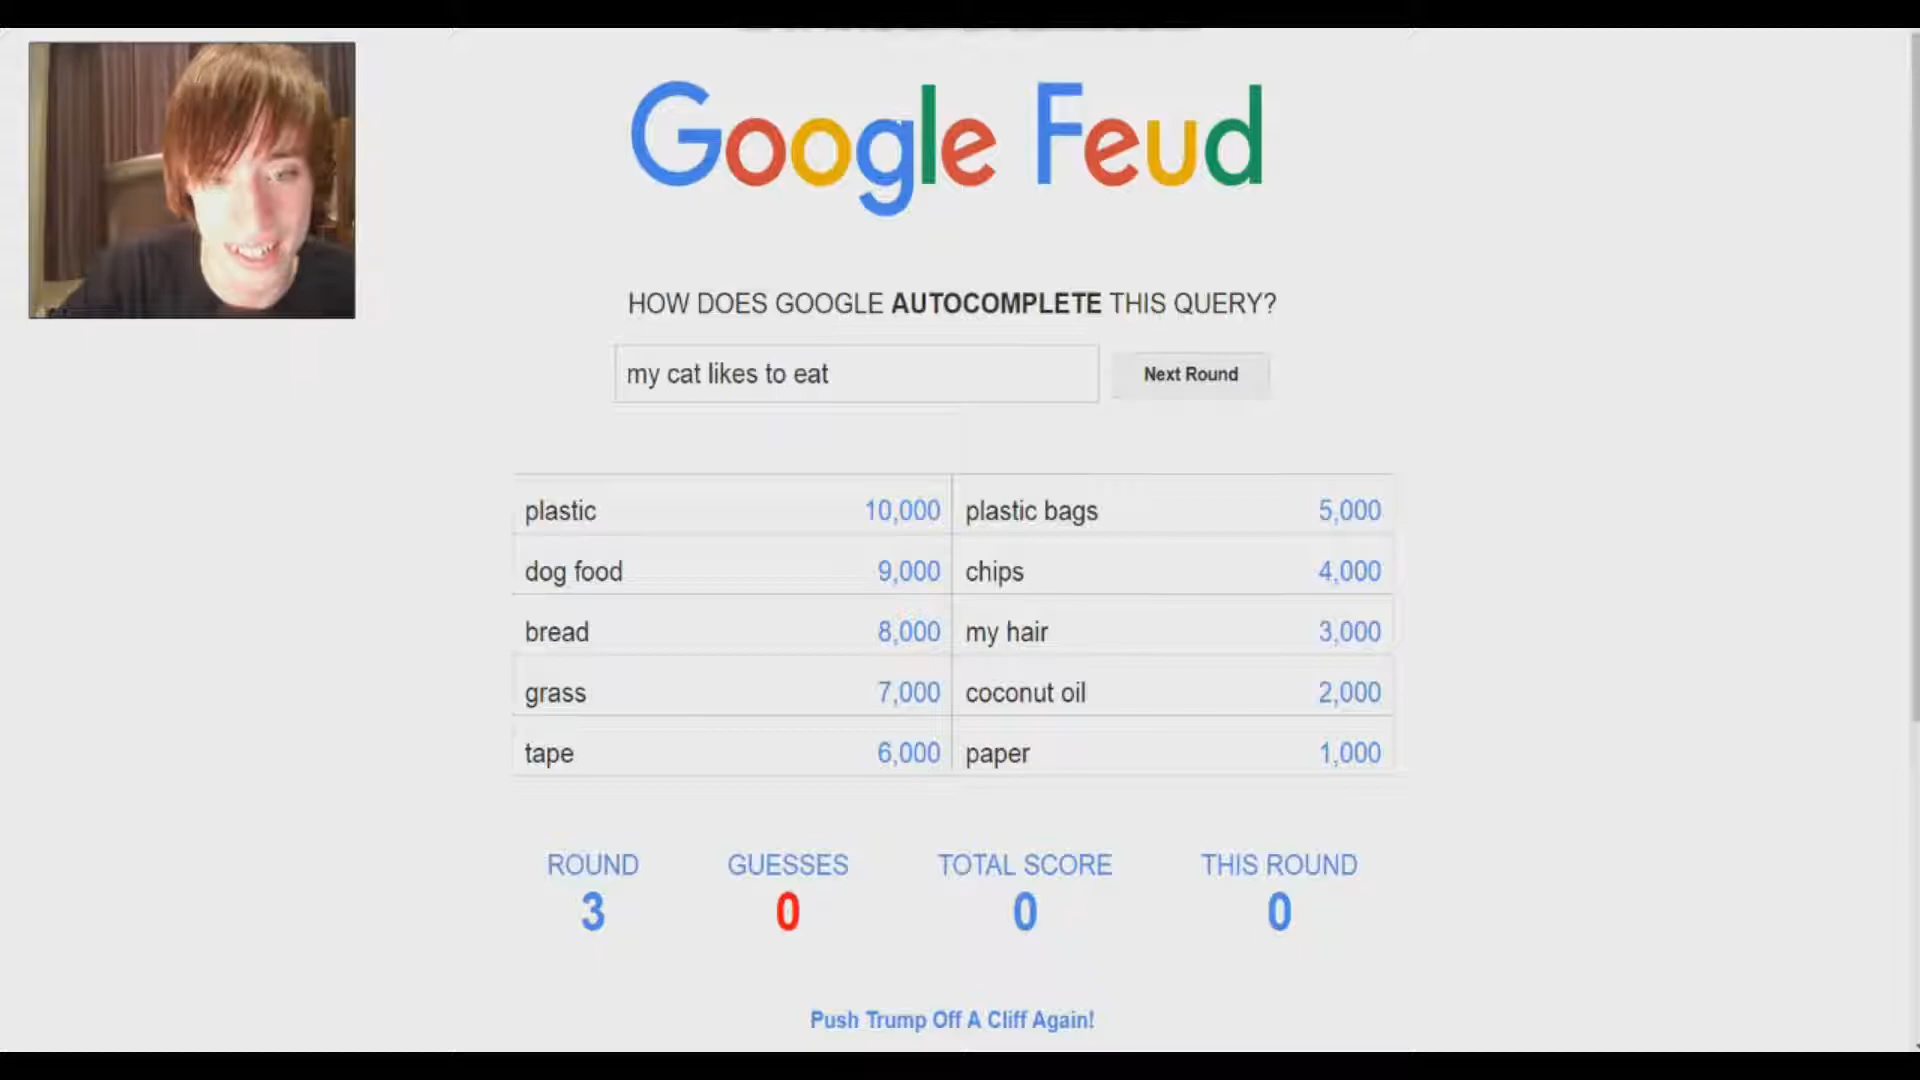 Google Feud
HOW DOES GOOGLE AUTOCOMPLETE THIS QUERY?
my cat likes to eat
Next Round
plastic 10,000 plastic bags 5,000
dog food 9,000 chips 4,000
bread 8,000 my hair 3,000
grass 7,000 coconut oil 2,000
tape 6,000 paper 1,000
ROUND GUESSES TOTAL SCORE THIS ROUND
3 0 0 0
Push Trump Off A Cliff Again!